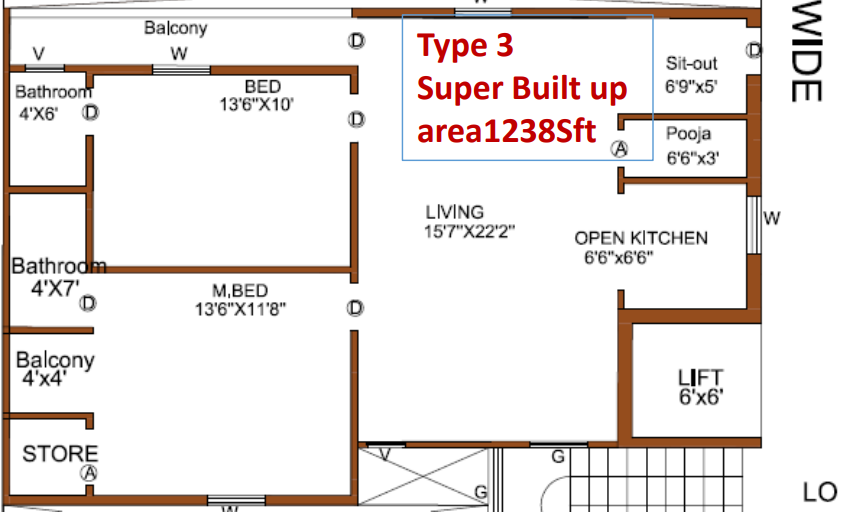 W
Balcony
D
V
W
Type 3
Super Built up
area1238Sft
WIDE
D
Sit-out
6'9"x5'
Bathroom
4'X6'
D
BED
13'6"X10'
D
A
Pooja
6'6"x3'
LIVING
15'7"X22'2"
W
OPEN KITCHEN
6'6"x6'6"
Bathroom
4'X7'
D
M,BED
13'6"X11'8"
D
Balcony
4'x4'
LIFT
6'x6'
STORE
A
V
G
G
LO
W